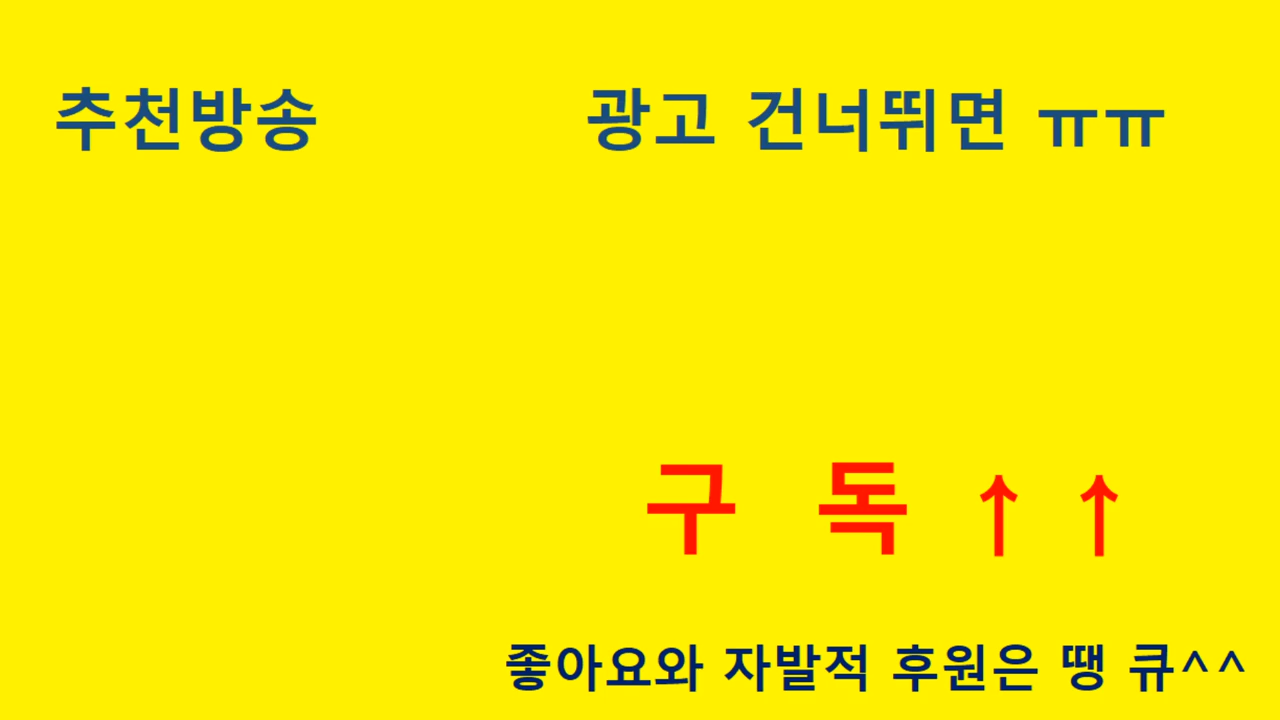 추천방송
광고 건너뛰면 ㅠㅠ
구 독 ↑ ↑
좋아요와 자발적 후원은 땡 큐^^